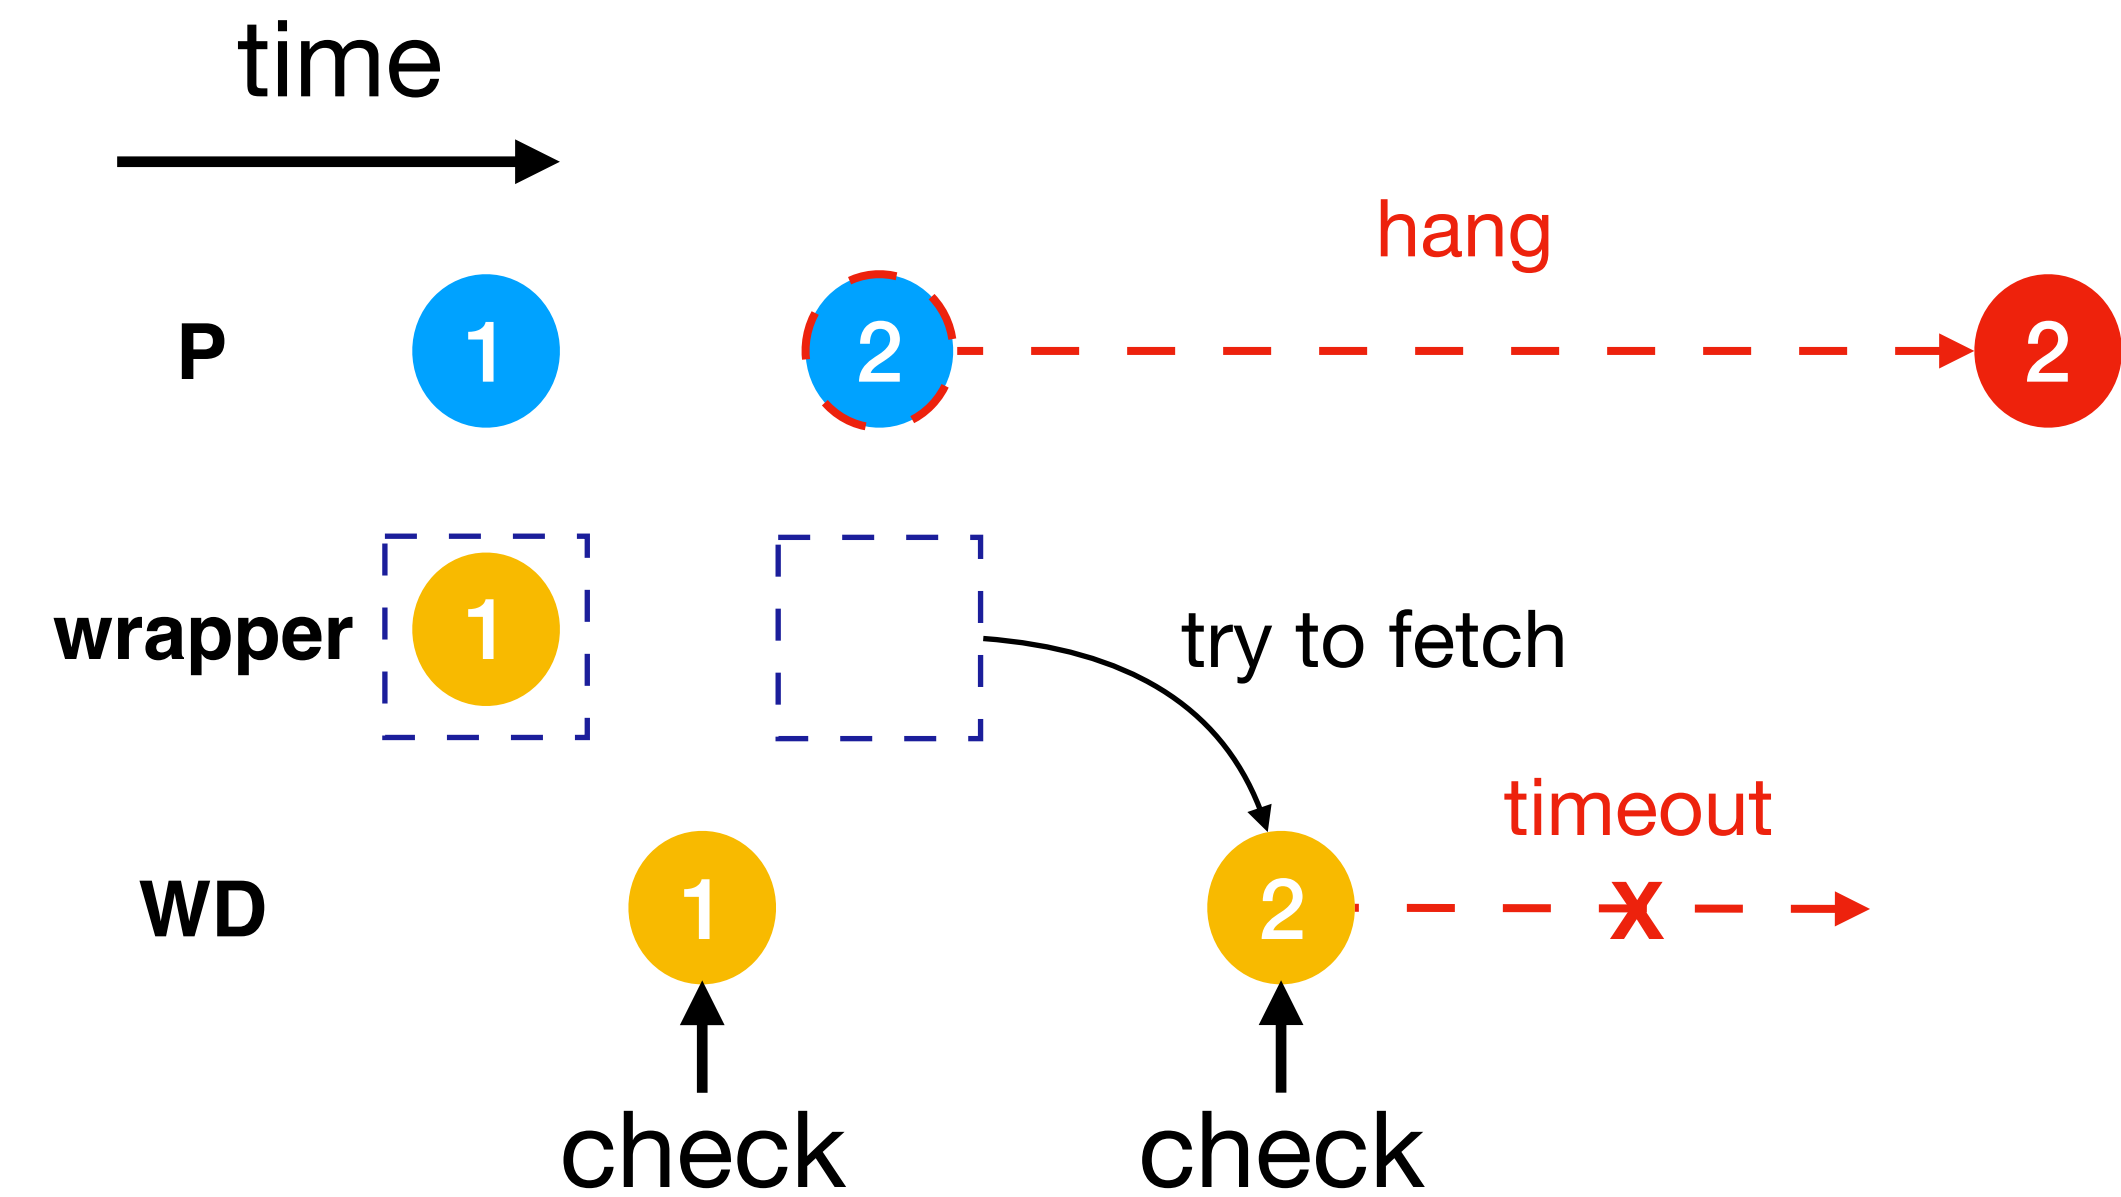 time
hang
P
1
2
2
wrapper
1
try to fetch
timeout
WD
1
2
X
check
check